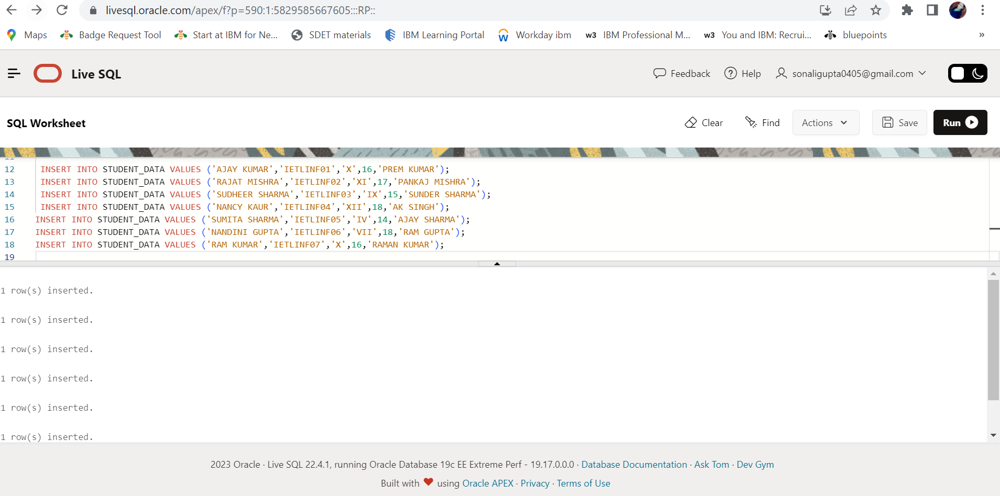 livesql.oracle.com/apex/f?p=590:1:5829585667605:::RP::
Maps Badge Request Tool Start at IBM for Ne... SDET materials IBM Learning Portal Workday ibm w3 IBM Professional M... w3 You and IBM: Recrui... bluepoints »
Live SQL Feedback Help sonaligupta0405@gmail.com
SQL Worksheet Clear Find Actions Save Run
11
12 INSERT INTO STUDENT_DATA VALUES ('AJAY KUMAR','IETLINF01','X',16,'PREM KUMAR');
13 INSERT INTO STUDENT_DATA VALUES ('RAJAT MISHRA','IETLINF02','XI',17,'PANKAJ MISHRA');
14 INSERT INTO STUDENT_DATA VALUES ('SUDHEER SHARMA','IETLINF03','IX',15,'SUNDER SHARMA');
15 INSERT INTO STUDENT_DATA VALUES ('NANCY KAUR','IETLINF04','XII',18,'AK SINGH');
16 INSERT INTO STUDENT_DATA VALUES ('SUMITA SHARMA','IETLINF05','IV',14,'AJAY SHARMA');
17 INSERT INTO STUDENT_DATA VALUES ('NANDINI GUPTA','IETLINF06','VII',18,'RAM GUPTA');
18 INSERT INTO STUDENT_DATA VALUES ('RAM KUMAR','IETLINF07','X',16,'RAMAN KUMAR');
19
1 row(s) inserted.
1 row(s) inserted.
1 row(s) inserted.
1 row(s) inserted.
1 row(s) inserted.
1 row(s) inserted.
2023 Oracle · Live SQL 22.4.1, running Oracle Database 19c EE Extreme Perf - 19.17.0.0.0 · Database Documentation · Ask Tom · Dev Gym
Built with ❤ using Oracle APEX · Privacy · Terms of Use